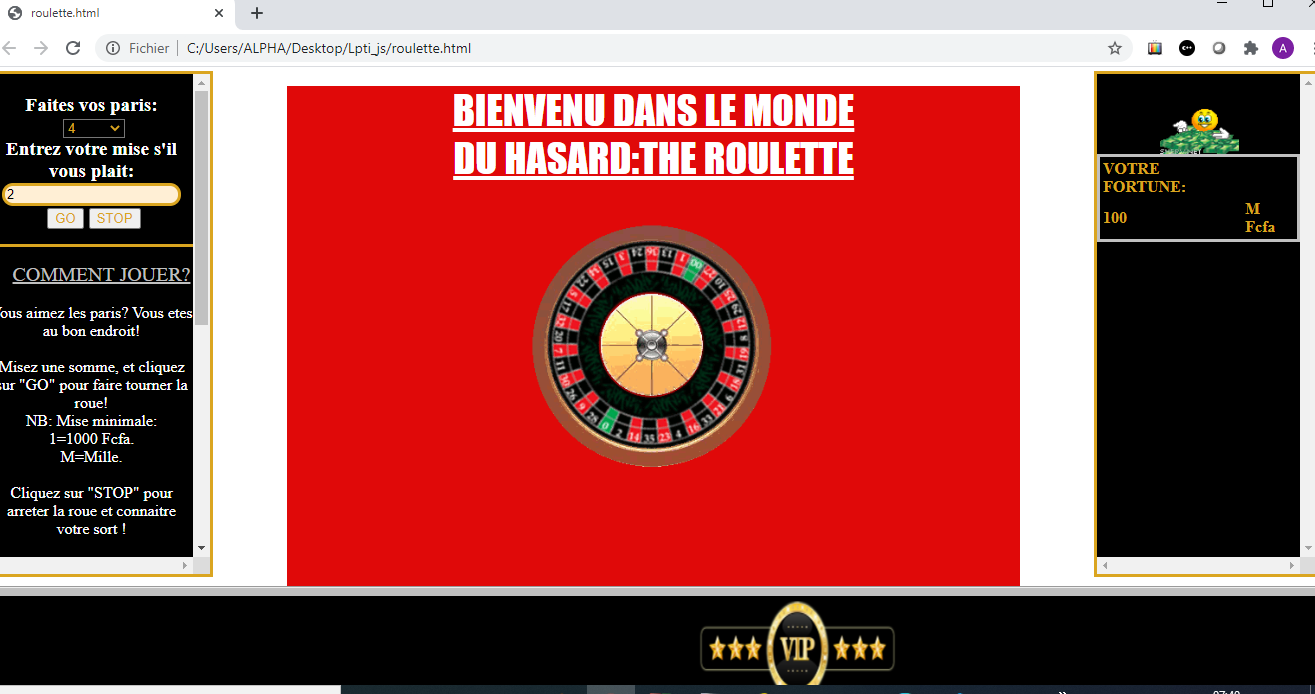 roulette.html
Fichier
C:/Users/ALPHA/Desktop/Lpti_js/roulette.html
A
Faites vos paris:
4
Entrez votre mise s'il
vous plait:
2
GO STOP
COMMENT JOUER?
ous aimez les paris? Vous etes
au bon endroit!
Misez une somme, et cliquez
sur "GO" pour faire tourner la
roue!
NB: Mise minimale:
1=1000 Fcfa.
M=Mille.
Cliquez sur "STOP" pour
arreter la roue et connaitre
votre sort !
BIENVENU DANS LE MONDE
DU HASARD:THE ROULETTE
VOTRE
FORTUNE:
100
M
Fcfa
VIP